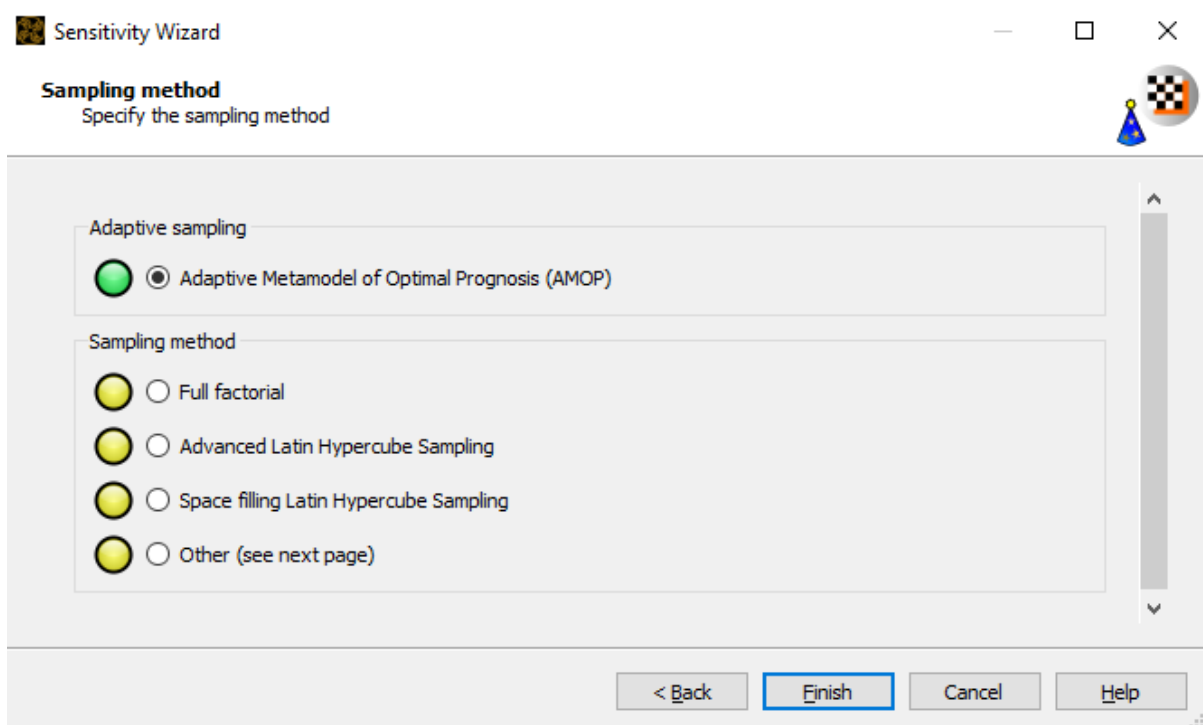 Sensitivity Wizard
Sampling method
Specify the sampling method
Adaptive sampling
Adaptive Metamodel of Optimal Prognosis (AMOP)
Sampling method
Full factorial
Advanced Latin Hypercube Sampling
Space filling Latin Hypercube Sampling
Other (see next page)
< Back Finish Cancel Help